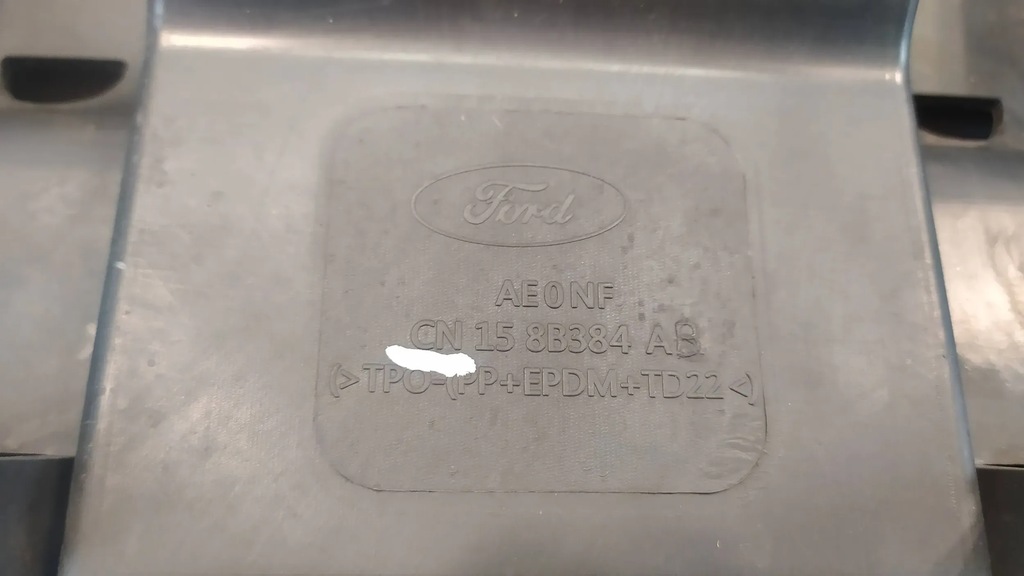 Ford
AE0NF
CN 15 8B384 AB
(>TPO-(PP+EPDM+TD22<)